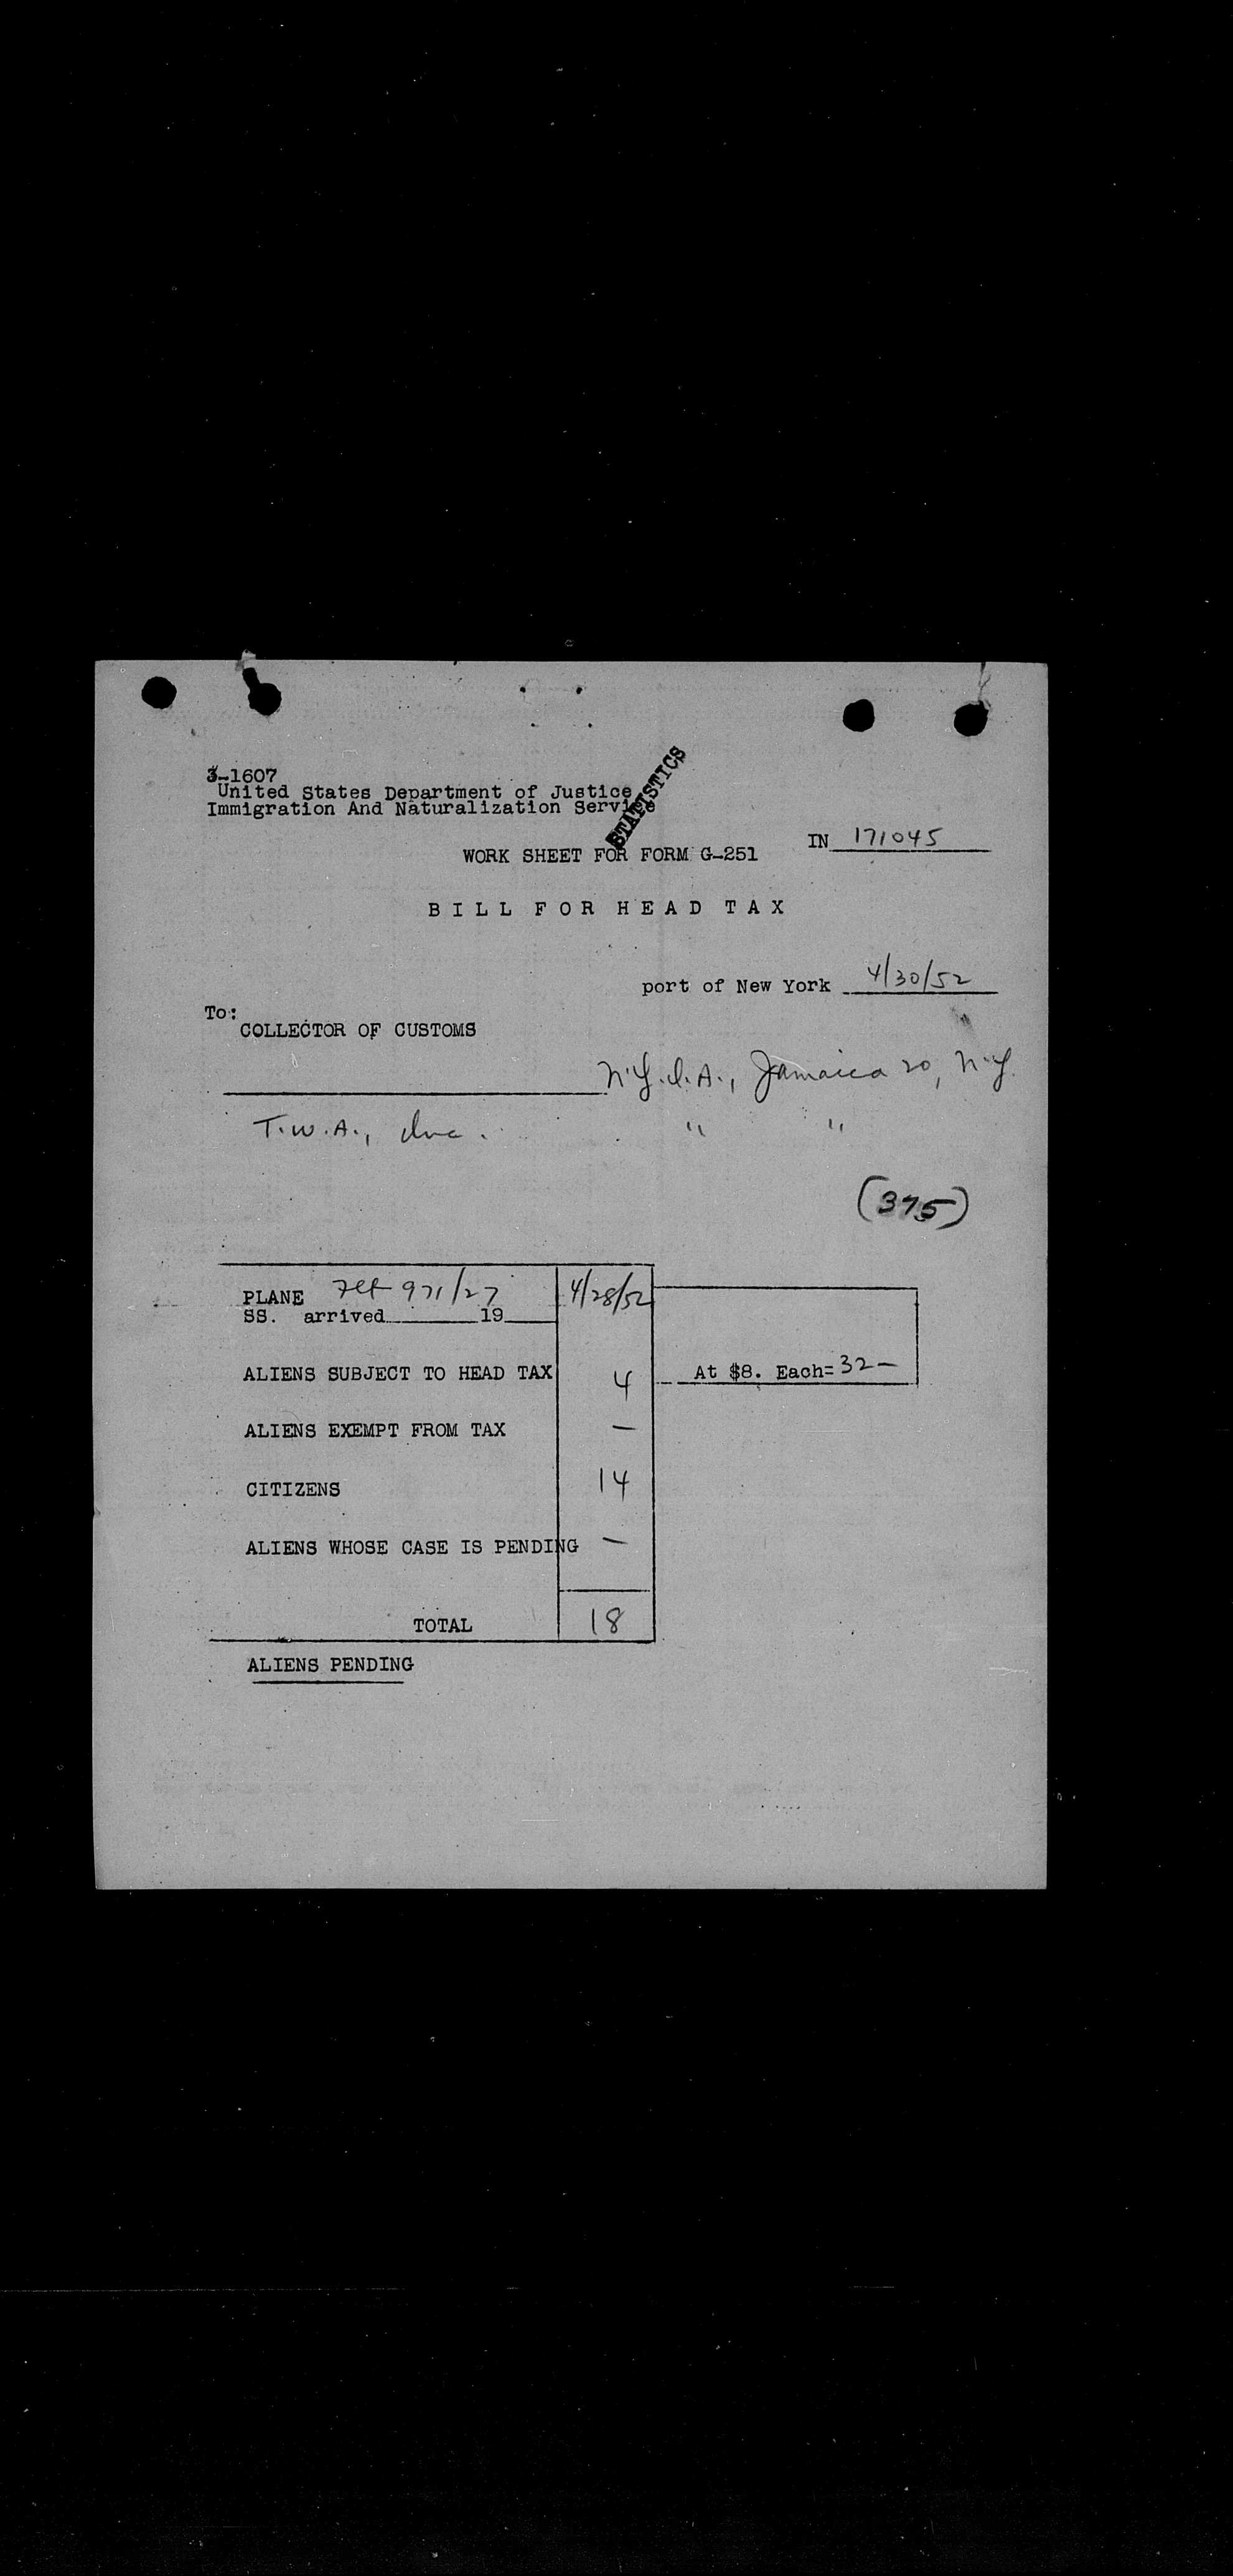 3-1607
United States Department of Justice
Immigration And Naturalization Service
STATISTICS
IN 171045
WORK SHEET FOR FORM G-251
BILL FOR HEAD TAX
port of New York 4/30/52
To:
COLLECTOR OF CUSTOMS
N.Y.I.A., Jamaica 20, N.Y.
T.W.A., Inc. " "
(375)
PLANE Flt 971/27 4/28/52
SS. arrived 19
ALIENS SUBJECT TO HEAD TAX 4 At $8. Each= 32—
ALIENS EXEMPT FROM TAX —
CITIZENS 14
ALIENS WHOSE CASE IS PENDING —
TOTAL 18
ALIENS PENDING